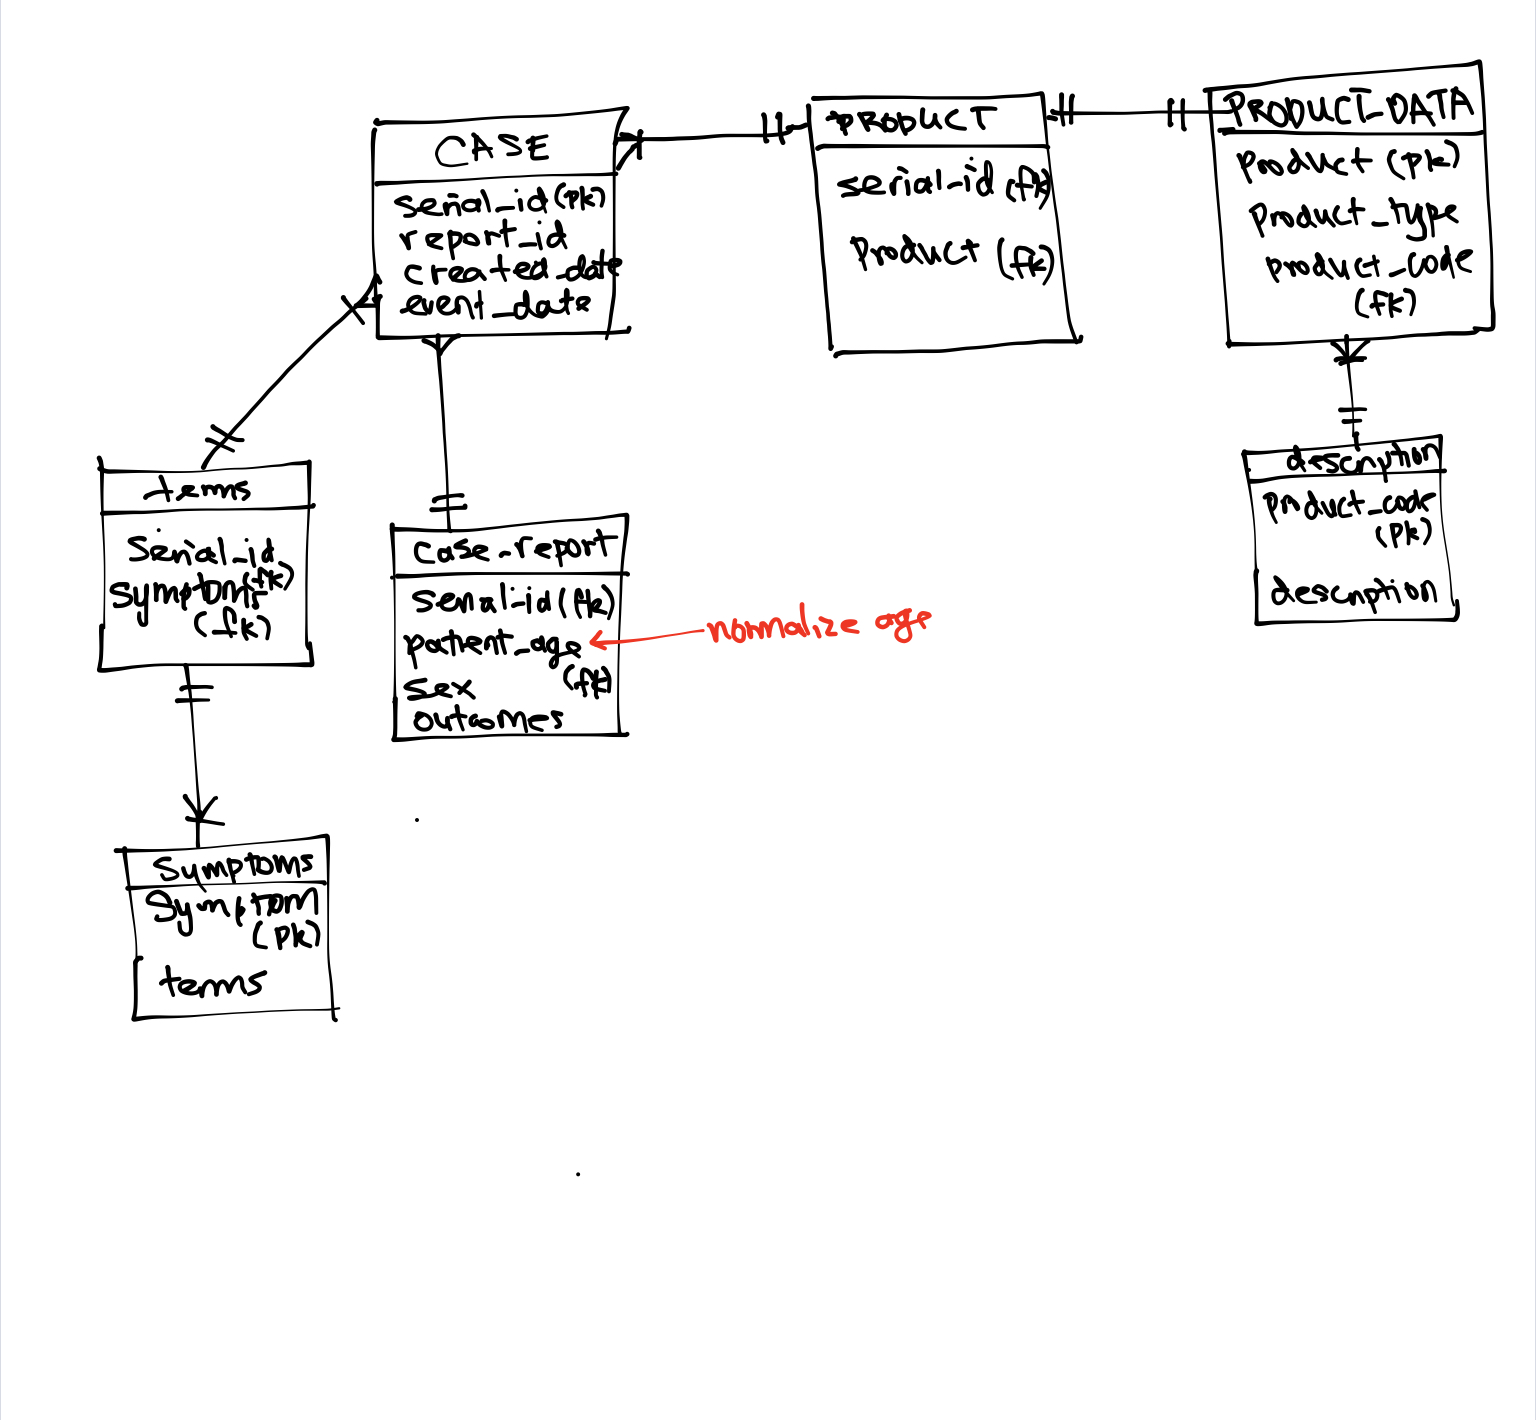 CASE
serial_id (pk)
report_id
created_date
event_date
PRODUCT
serial_id (fk)
Product (fk)
PRODUCT_DATA
product (pk)
product_type
product_code
(fk)
terms
Serial_id
(fk)
symptoms
(fk)
case_report
serial_id (fk)
patient_age
(fk)
sex
outcomes
normalize age
description
product_code
(pk)
description
Symptoms
Symptom
(pk)
terms